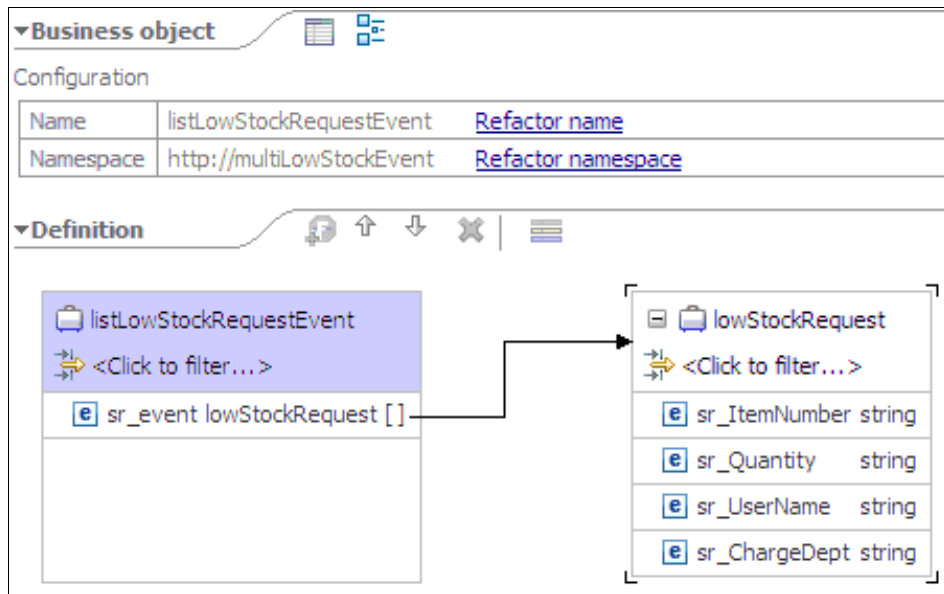 Business object
Configuration
Name listLowStockRequestEvent Refactor name
Namespace http://multiLowStockEvent Refactor namespace
Definition
listLowStockRequestEvent
<Click to filter...>
e sr_event lowStockRequest []
lowStockRequest
<Click to filter...>
e sr_ItemNumber string
e sr_Quantity string
e sr_UserName string
e sr_ChargeDept string